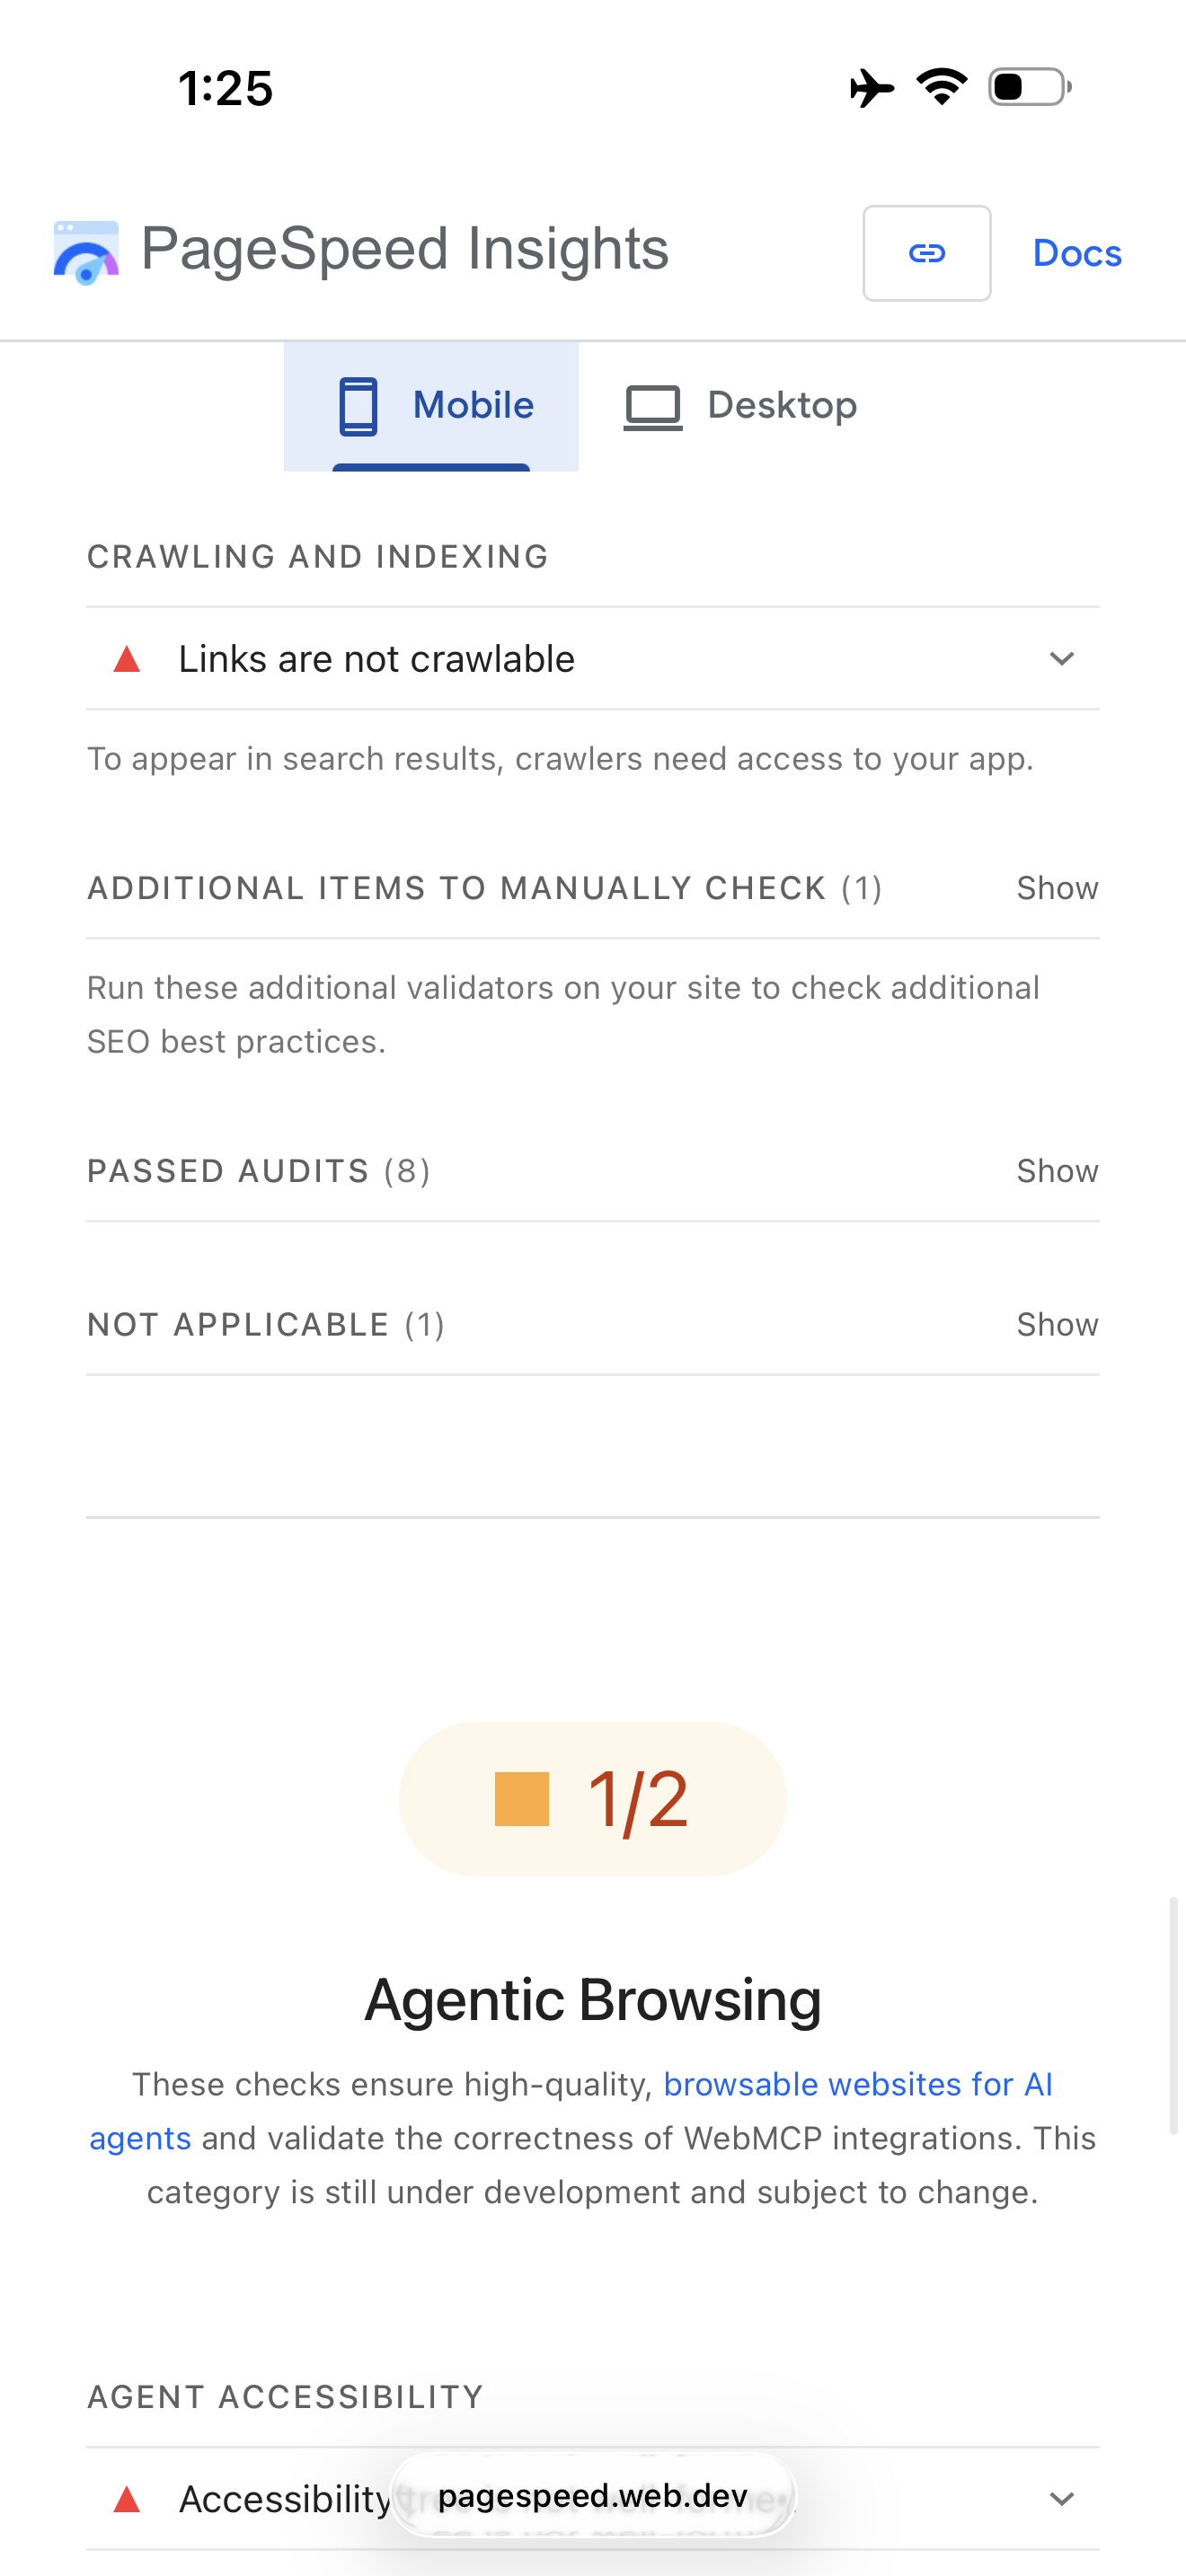 1:25
PageSpeed Insights
Docs
Mobile
Desktop
CRAWLING AND INDEXING
Links are not crawlable
To appear in search results, crawlers need access to your app.
ADDITIONAL ITEMS TO MANUALLY CHECK (1)
Show
Run these additional validators on your site to check additional
SEO best practices.
PASSED AUDITS (8)
Show
NOT APPLICABLE (1)
Show
1/2
Agentic Browsing
These checks ensure high-quality, browsable websites for AI
agents and validate the correctness of WebMCP integrations. This
category is still under development and subject to change.
AGENT ACCESSIBILITY
Accessibility
pagespeed.web.dev